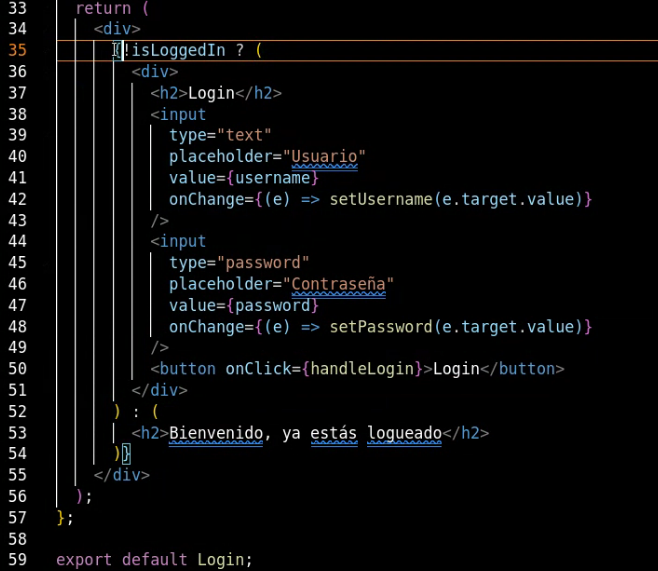 33 return (
34 <div>
35 {!isLoggedIn ? (
36 <div>
37 <h2>Login</h2>
38 <input
39 type="text"
40 placeholder="Usuario"
41 value={username}
42 onChange={(e) => setUsername(e.target.value)}
43 />
44 <input
45 type="password"
46 placeholder="Contraseña"
47 value={password}
48 onChange={(e) => setPassword(e.target.value)}
49 />
50 <button onClick={handleLogin}>Login</button>
51 </div>
52 ) : (
53 <h2>Bienvenido, ya estás logueado</h2>
54 )}
55 </div>
56 );
57 };
58
59 export default Login;